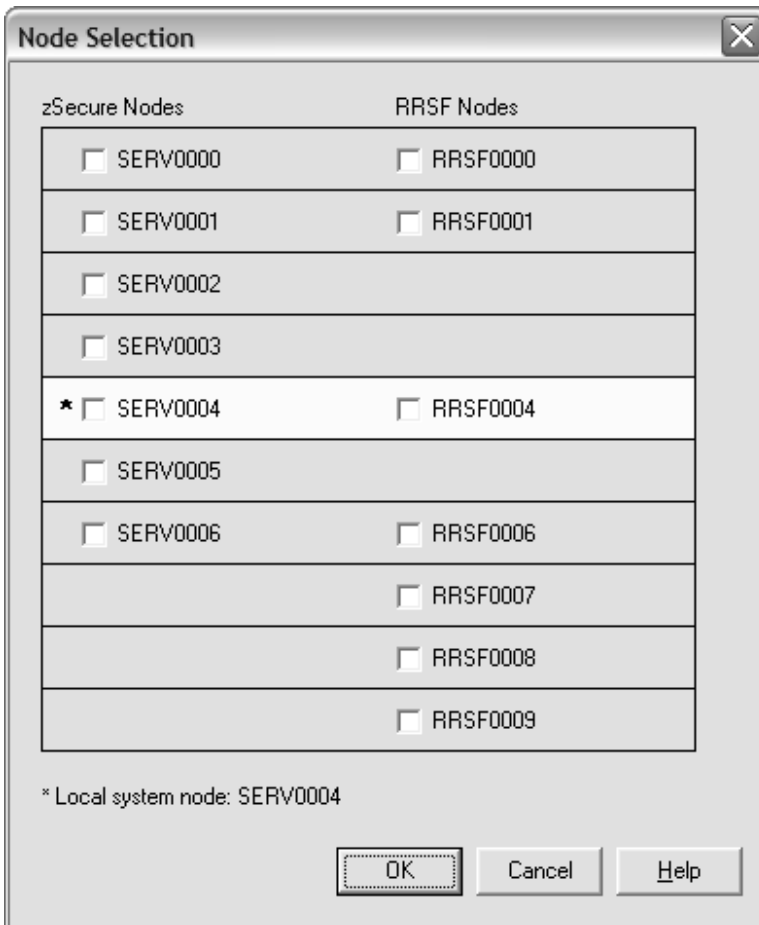 Node Selection
zSecure Nodes RRSF Nodes
SERV0000 RRSF0000
SERV0001 RRSF0001
SERV0002
SERV0003
* SERV0004 RRSF0004
SERV0005
SERV0006 RRSF0006
RRSF0007
RRSF0008
RRSF0009
* Local system node: SERV0004
OK Cancel Help